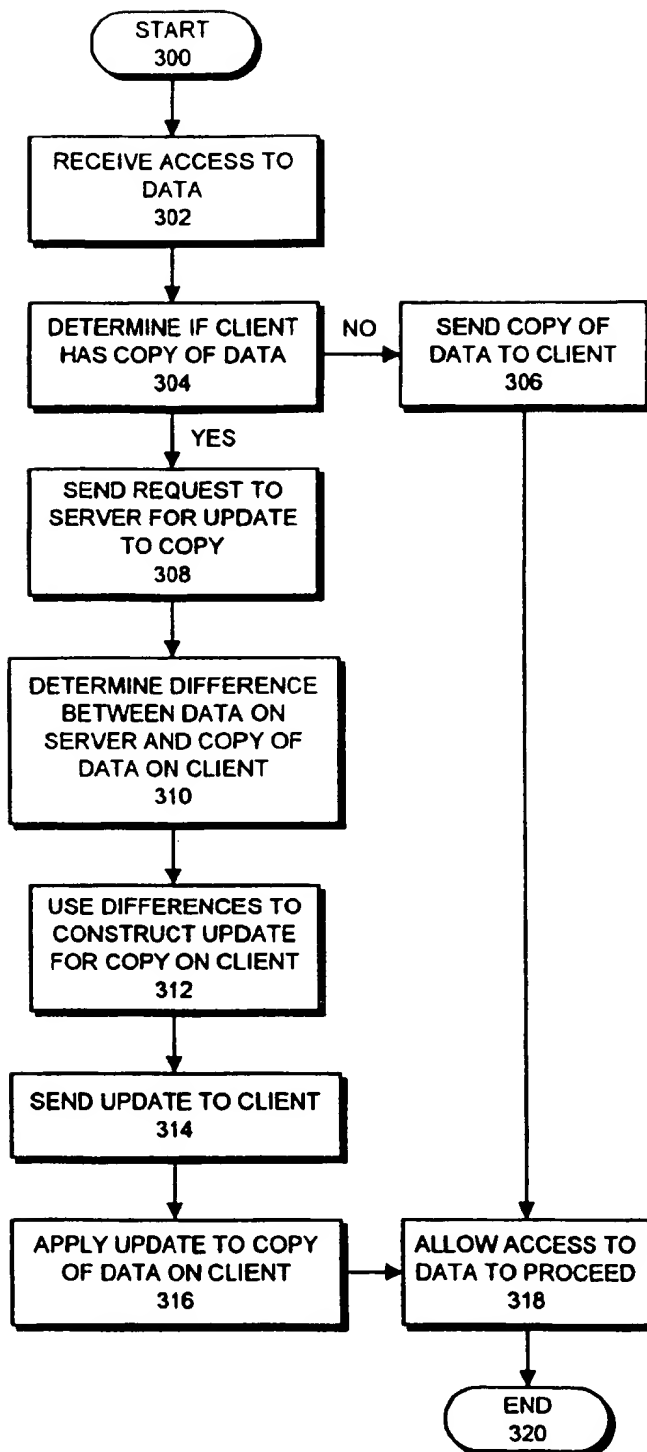 START
300
RECEIVE ACCESS TO
DATA
302
DETERMINE IF CLIENT
HAS COPY OF DATA
304
NO
SEND COPY OF
DATA TO CLIENT
306
YES
SEND REQUEST TO
SERVER FOR UPDATE
TO COPY
308
DETERMINE DIFFERENCE
BETWEEN DATA ON
SERVER AND COPY OF
DATA ON CLIENT
310
USE DIFFERENCES TO
CONSTRUCT UPDATE
FOR COPY ON CLIENT
312
SEND UPDATE TO CLIENT
314
APPLY UPDATE TO COPY
OF DATA ON CLIENT
316
ALLOW ACCESS TO
DATA TO PROCEED
318
END
320